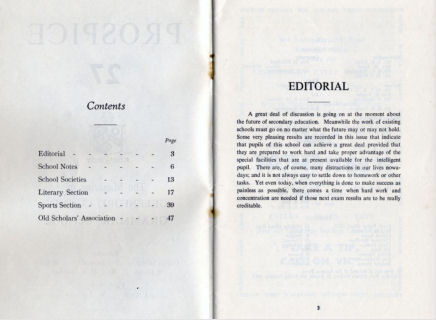 Contents
Page
Editorial - - - - - 3
School Notes - - - - - 6
School Societies - - - - 13
Literary Section - - - - 17
Sports Section - - - - - 39
Old Scholars' Association - - - 47
EDITORIAL
A great deal of discussion is going on at the moment about
the future of secondary education. Meanwhile the work of existing
schools must go on no matter what the future may or may not hold.
Some very pleasing results are recorded in this issue that indicate
that pupils of this school can achieve a great deal provided that
they are prepared to work hard and take proper advantage of the
special facilities that are at present available for the intelligent
pupil. There are, of course, many distractions in our lives nowa-
days; and it is not always easy to settle down to homework or other
tasks. Yet even today, when everything is done to make success as
painless as possible, there comes a time when hard work and
concentration are needed if those next exam results are to be really
creditable.
3